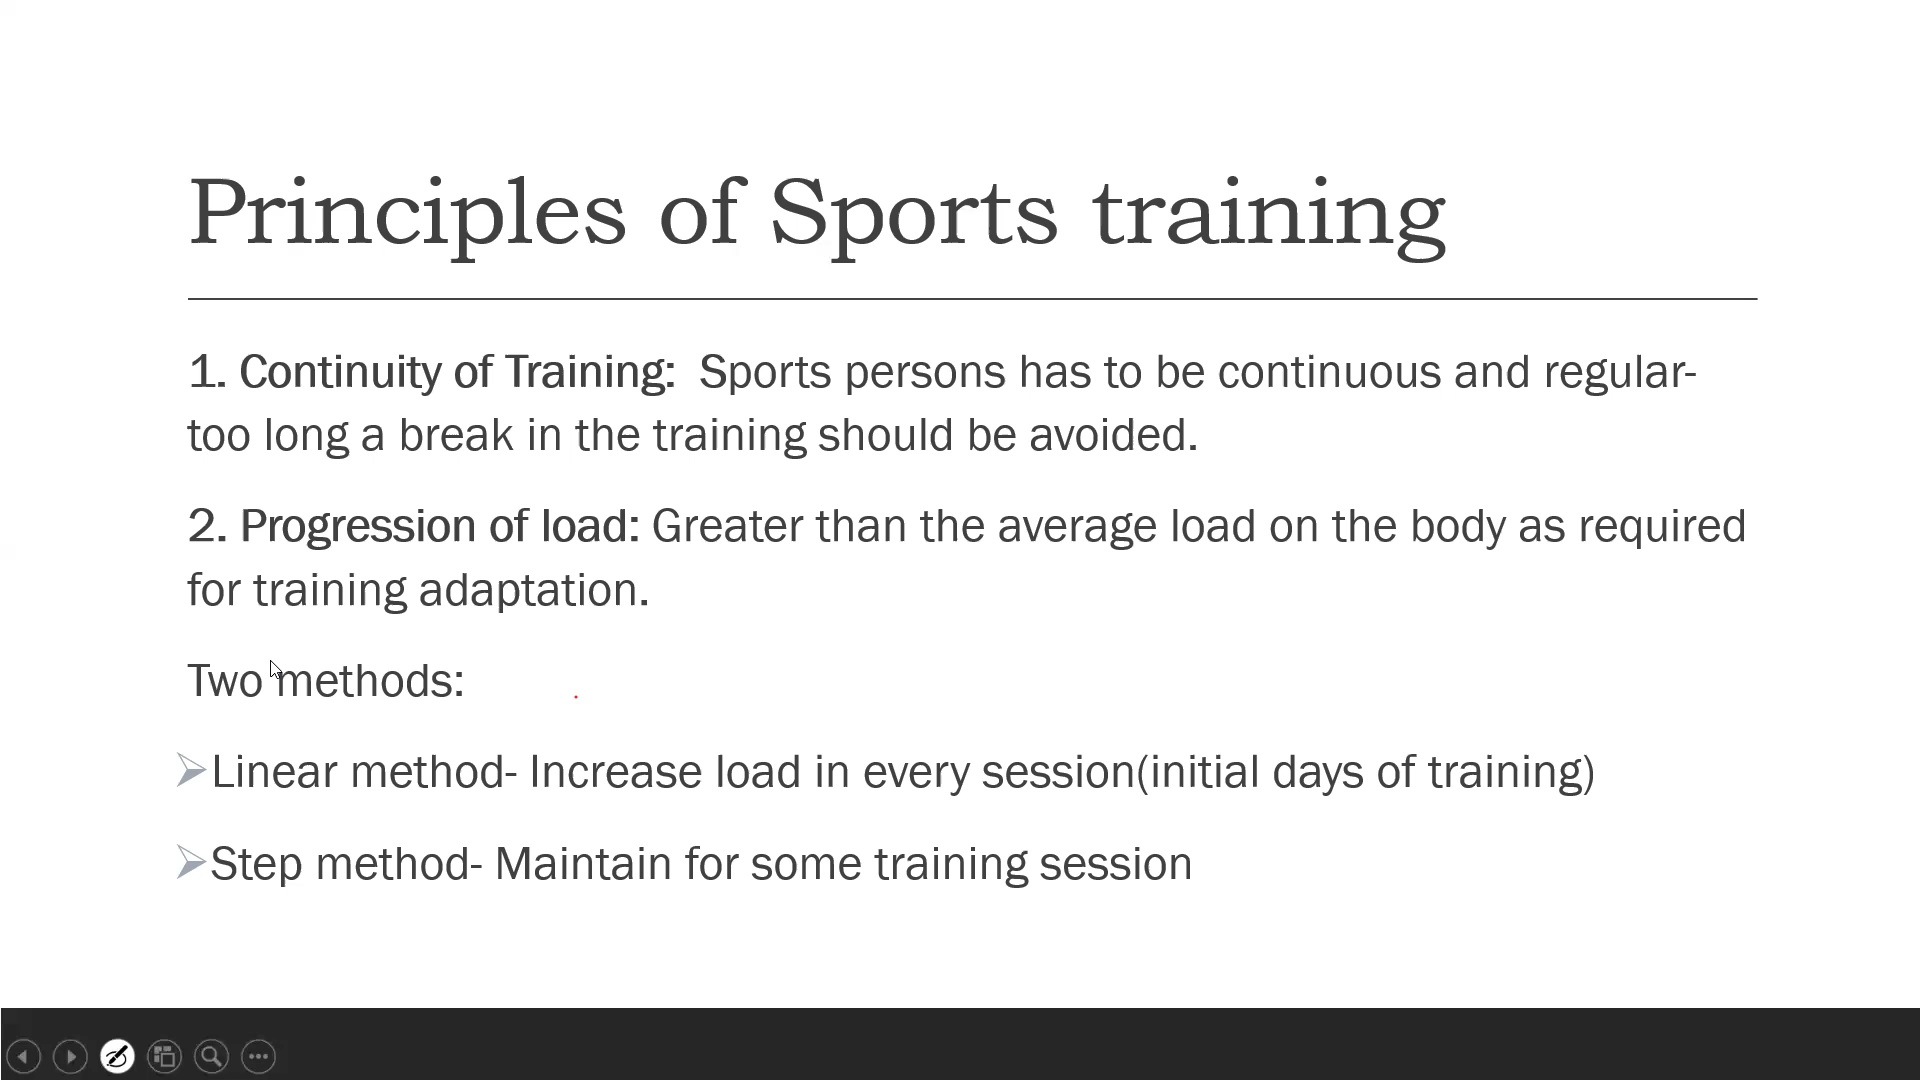 Principles of Sports training
1. Continuity of Training: Sports persons has to be continuous and regular-
too long a break in the training should be avoided.
2. Progression of load: Greater than the average load on the body as required
for training adaptation.
Two methods:
Linear method- Increase load in every session(initial days of training)
Step method- Maintain for some training session